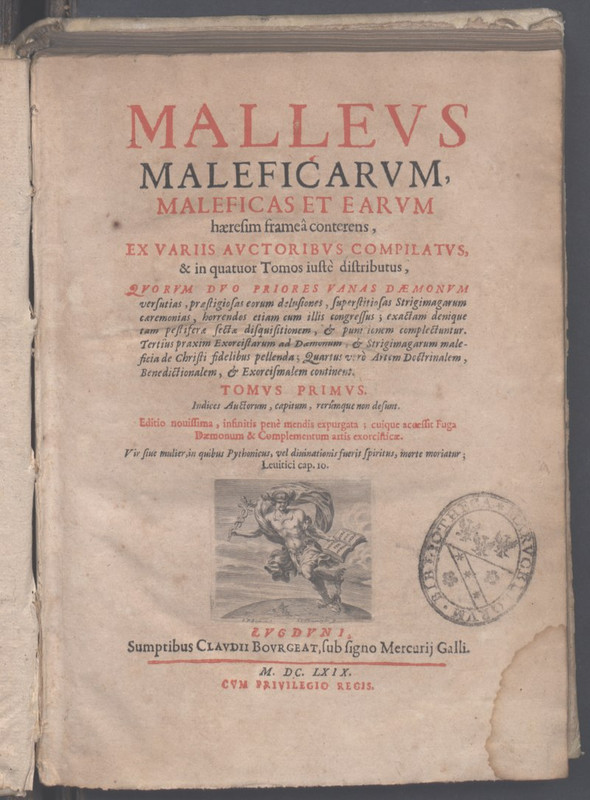 MALLEVS
MALEFICARVM,
MALEFICAS ET EARVM
hæresim frameâ conterens,
EX VARIIS AVCTORIBVS COMPILATVS,
& in quatuor Tomos iustè distributus,
QVORVM DVO PRIORES VANAS DÆMONVM
versutias, præstigiosas eorum delusiones, superstitiosas Strigimagarum
cæremonias, horrendos etiam cum illis congressus; exactam denique
tam pestiferæ sectæ disquisitionem, & punitionem complectuntur.
Tertius praxim Exorcistarum ad Dæmonum, & Strigimagarum male-
ficia de Christi fidelibus pellenda; Quartus verò Artem Doctrinalem,
Benedictionalem, & Exorcismalem continent.
TOMVS PRIMVS.
Indices Auctorum, capitum, rerúmque non desunt.
Editio nouissima, infinitis penè mendis expurgata; cuique accessit Fuga
Dæmonum & Complementum artis exorcisticæ.
Vir siue mulier, in quibus Pythonicus, vel diuinationis fuerit spiritus, morte moriatur;
Leuitici cap. 10.
LVGDVNI,
Sumptibus CLAVDII BOVRGEAT, sub signo Mercurij Galli.
M. DC. LXIX.
CVM PRIVILEGIO REGIS.